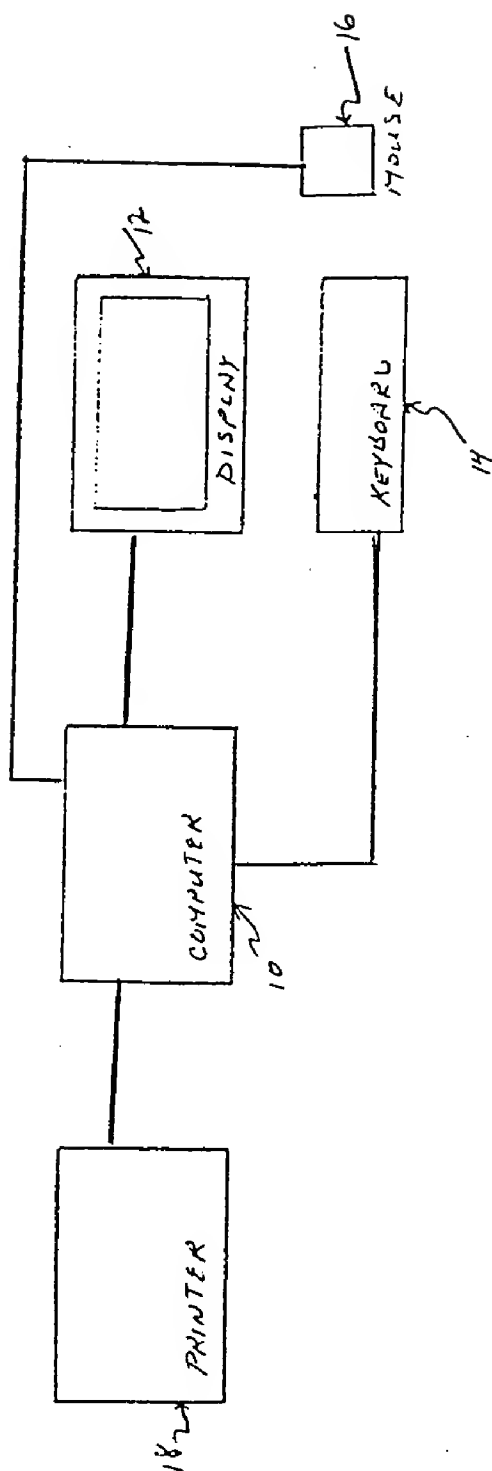 16
MOUSE
12
DISPLAY
KEYBOARD
14
COMPUTER
10
PRINTER
18